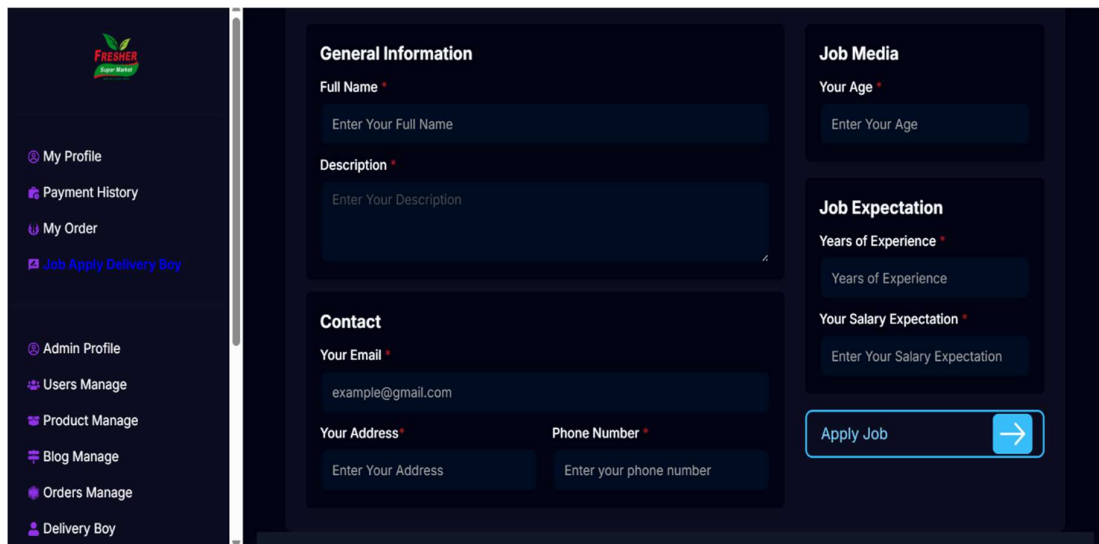 FRESHER
Super Market
My Profile
Payment History
My Order
Job Apply Delivery Boy
Admin Profile
Users Manage
Product Manage
Blog Manage
Orders Manage
Delivery Boy
General Information
Full Name *
Enter Your Full Name
Description *
Enter Your Description
Contact
Your Email *
example@gmail.com
Your Address* Phone Number *
Enter Your Address Enter your phone number
Job Media
Your Age *
Enter Your Age
Job Expectation
Years of Experience *
Years of Experience
Your Salary Expectation *
Enter Your Salary Expectation
Apply Job